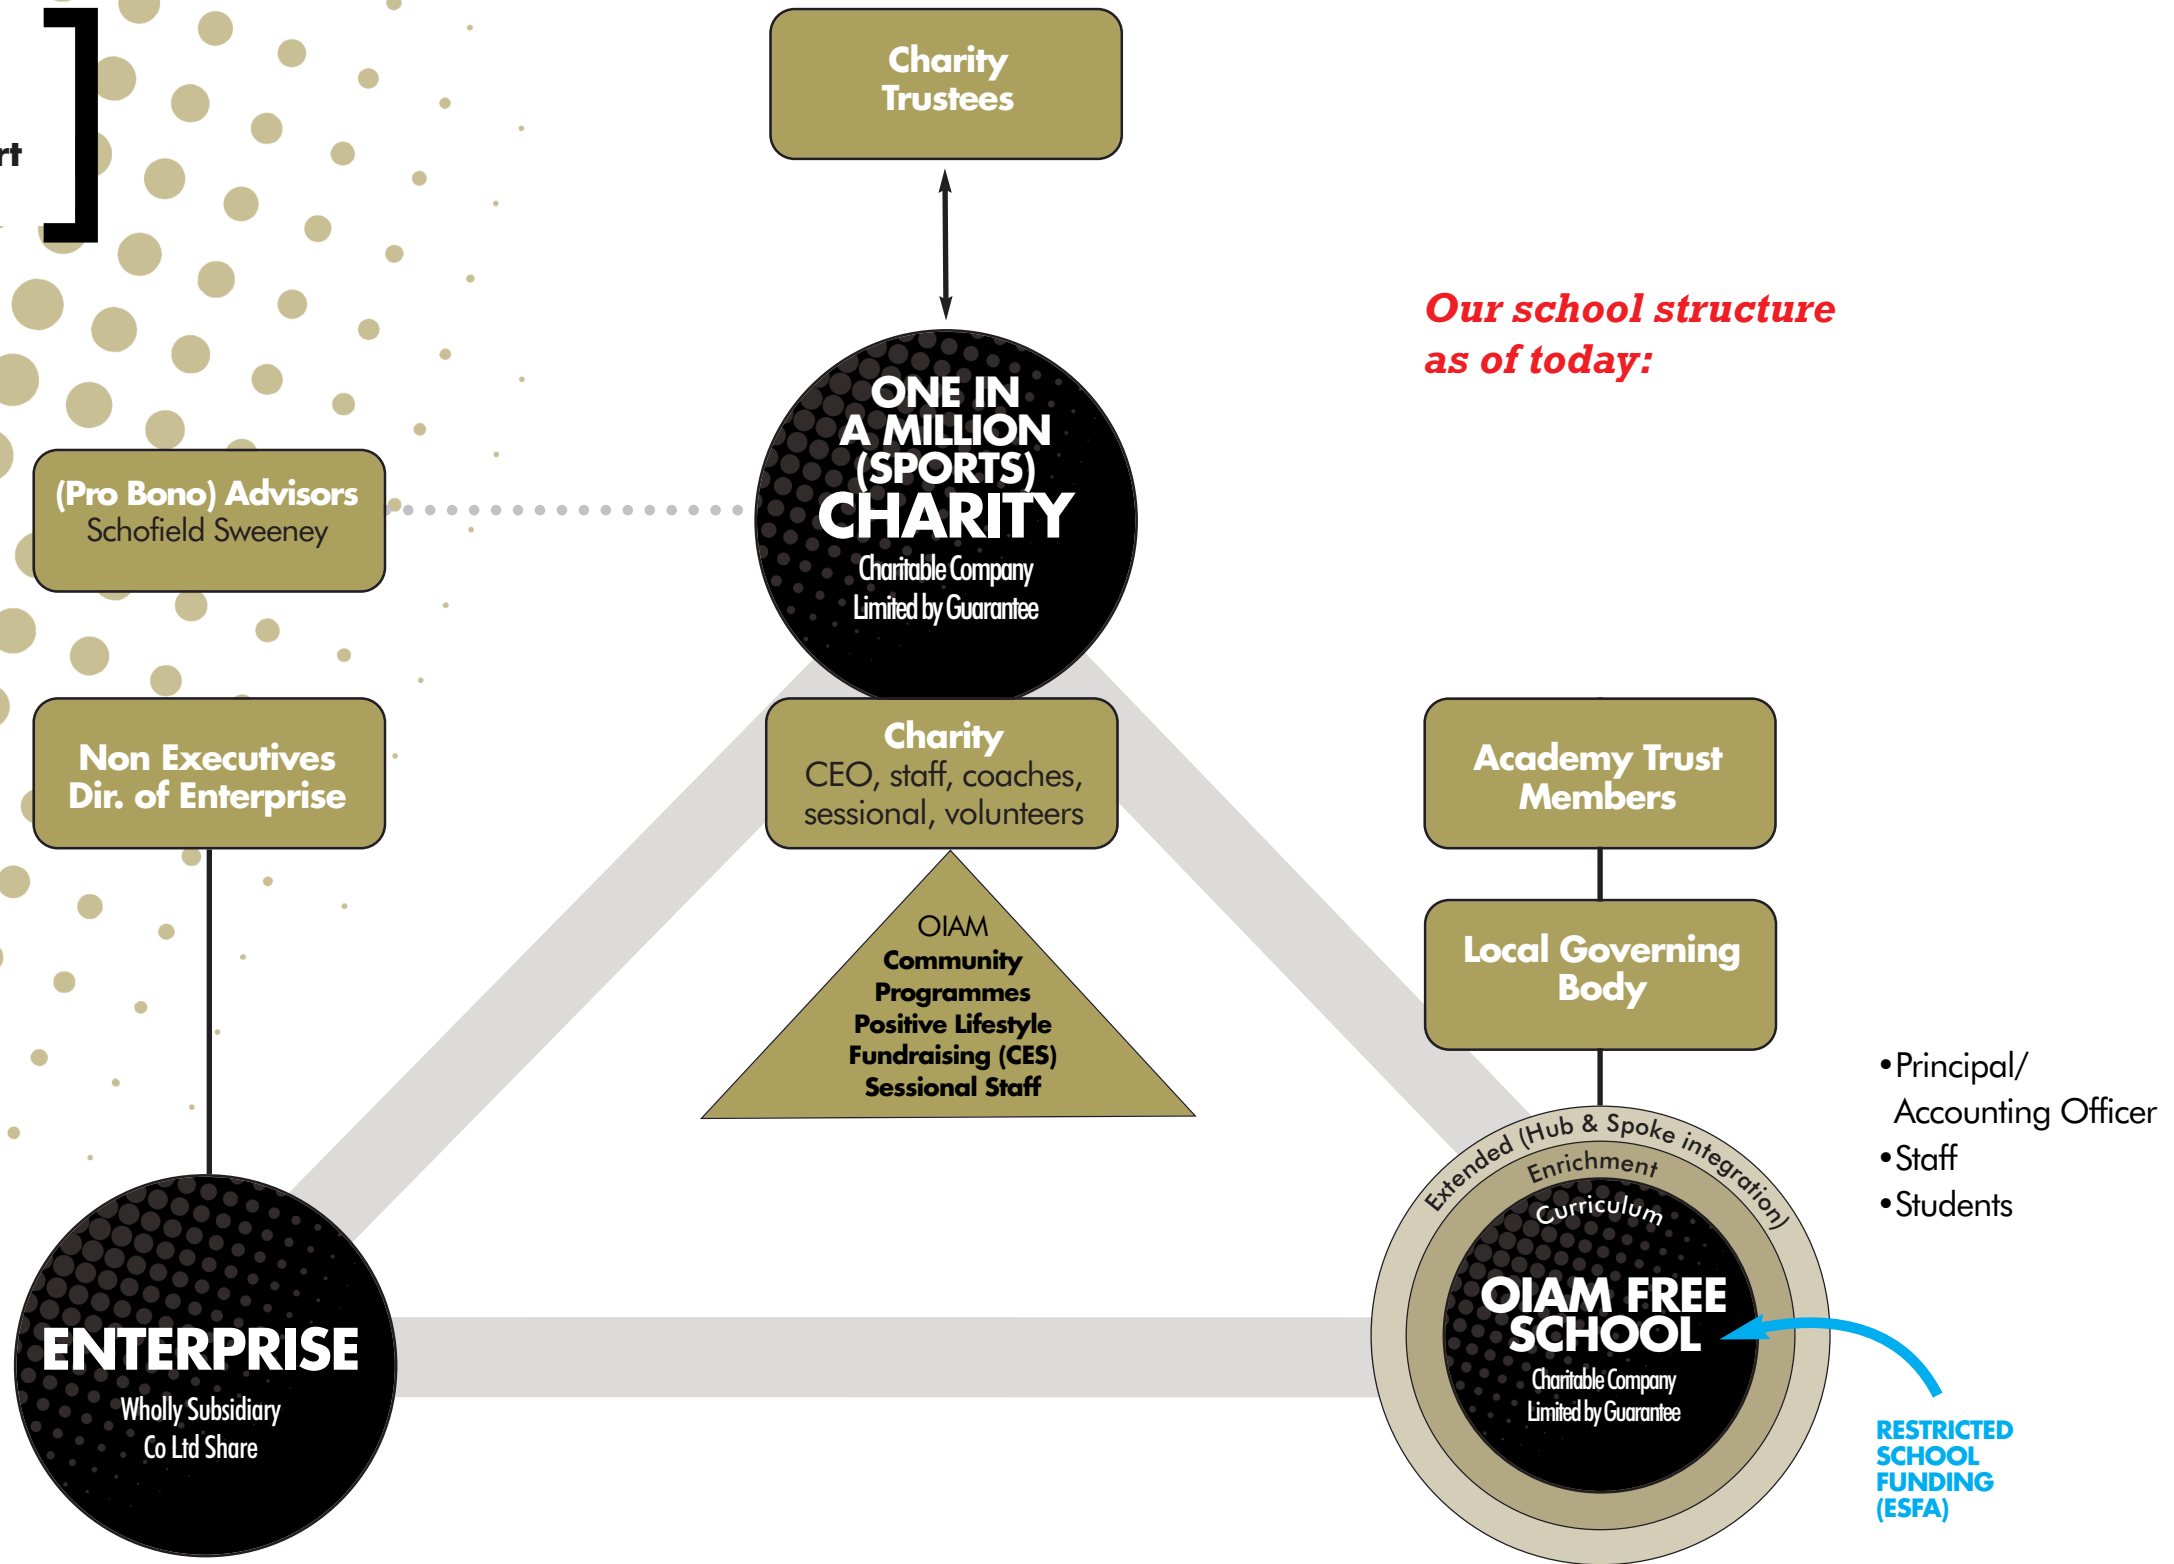 Charity
Trustees
Our school structure
as of today:
ONE IN
A MILLION
(SPORTS)
CHARITY
Charitable Company
Limited by Guarantee
(Pro Bono) Advisors
Schofield Sweeney
Non Executives
Dir. of Enterprise
Charity
CEO, staff, coaches,
sessional, volunteers
Academy Trust
Members
OIAM
Community
Programmes
Positive Lifestyle
Fundraising (CES)
Sessional Staff
Local Governing
Body
•Principal/
Accounting Officer
•Staff
•Students
Extended (Hub & Spoke integration)
Enrichment
Curriculum
OIAM FREE
SCHOOL
Charitable Company
Limited by Guarantee
ENTERPRISE
Wholly Subsidiary
Co Ltd Share
RESTRICTED
SCHOOL
FUNDING
(ESFA)